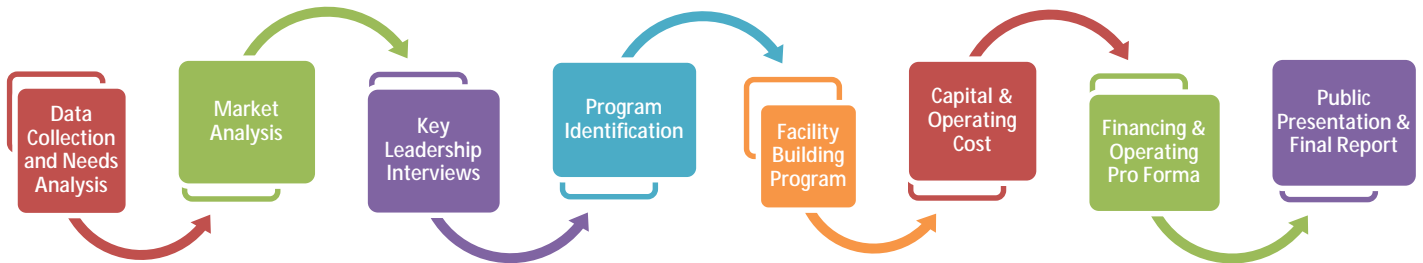 Data
Collection
and Needs
Analysis
Market
Analysis
Key
Leadership
Interviews
Program
Identification
Facility
Building
Program
Capital &
Operating
Cost
Financing &
Operating
Pro Forma
Public
Presentation &
Final Report